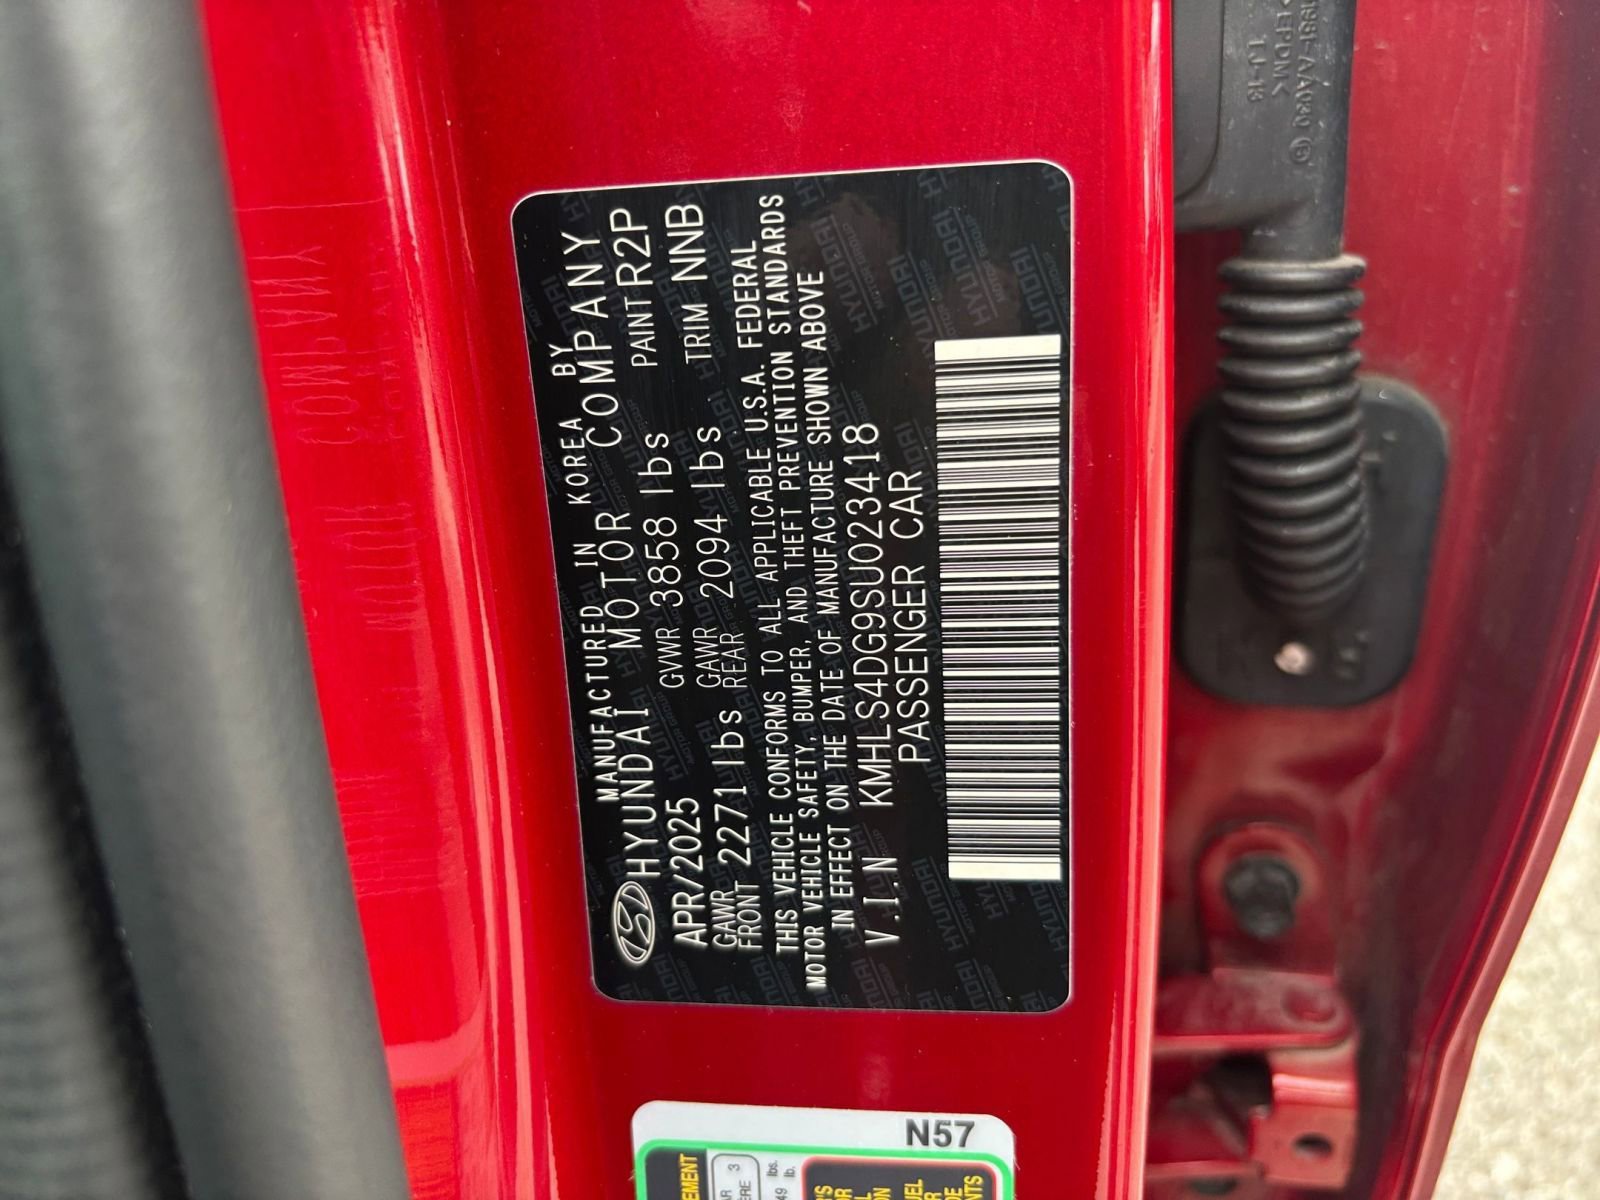 MANUFACTURED IN KOREA BY
HYUNDAI MOTOR COMPANY
APR/2025 GVWR 3858 lbs PAINT R2P
GAWR FRONT 2271 lbs GAWR REAR 2094 lbs TRIM NNB
THIS VEHICLE CONFORMS TO ALL APPLICABLE U.S.A. FEDERAL
MOTOR VEHICLE SAFETY, BUMPER, AND THEFT PREVENTION STANDARDS
IN EFFECT ON THE DATE OF MANUFACTURE SHOWN ABOVE
V.I.N KMHLS4DG9SU023418
PASSENGER CAR
N57
>EPDM<